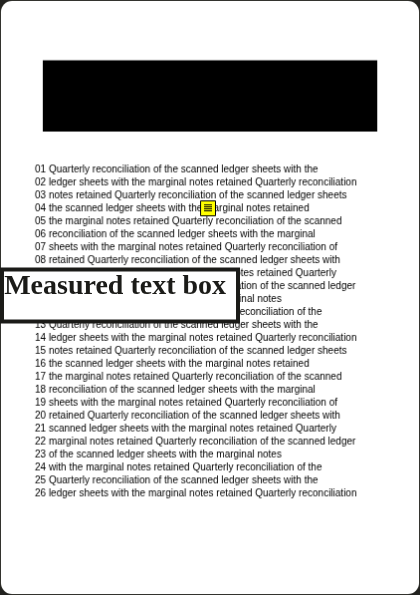 01 Quarterly reconciliation of the scanned ledger sheets with the
02 ledger sheets with the marginal notes retained Quarterly reconciliation
03 notes retained Quarterly reconciliation of the scanned ledger sheets
04 the scanned ledger sheets with the marginal notes retained
05 the marginal notes retained Quarterly reconciliation of the scanned
06 reconciliation of the scanned ledger sheets with the marginal
07 sheets with the marginal notes retained Quarterly reconciliation of
08 retained Quarterly reconciliation of the scanned ledger sheets with
retained Quarterly
Measured text box
of the scanned ledger
notes
of the
13 Quarterly reconciliation of the scanned ledger sheets with the
14 ledger sheets with the marginal notes retained Quarterly reconciliation
15 notes retained Quarterly reconciliation of the scanned ledger sheets
16 the scanned ledger sheets with the marginal notes retained
17 the marginal notes retained Quarterly reconciliation of the scanned
18 reconciliation of the scanned ledger sheets with the marginal
19 sheets with the marginal notes retained Quarterly reconciliation of
20 retained Quarterly reconciliation of the scanned ledger sheets with
21 scanned ledger sheets with the marginal notes retained Quarterly
22 marginal notes retained Quarterly reconciliation of the scanned ledger
23 of the scanned ledger sheets with the marginal notes
24 with the marginal notes retained Quarterly reconciliation of the
25 Quarterly reconciliation of the scanned ledger sheets with the
26 ledger sheets with the marginal notes retained Quarterly reconciliation